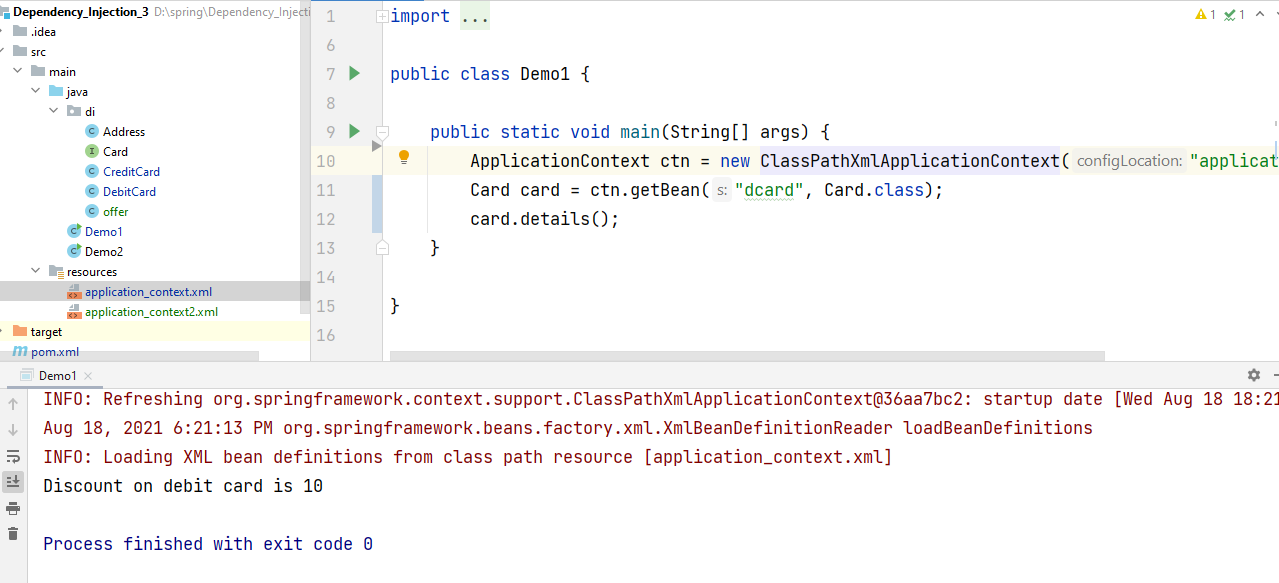 Dependency_Injection_3 D:\spring\Dependency_Injecti
.idea
src
main
java
di
C Address
I Card
C CreditCard
C DebitCard
C offer
C Demo1
C Demo2
resources
application_context.xml
application_context2.xml
target
m pom.xml
1 import ...
6
7 public class Demo1 {
8
9 public static void main(String[] args) {
10 ApplicationContext ctn = new ClassPathXmlApplicationContext( configLocation: "applicat
11 Card card = ctn.getBean( s: "dcard", Card.class);
12 card.details();
13 }
14
15 }
16
1 1
Demo1
INFO: Refreshing org.springframework.context.support.ClassPathXmlApplicationContext@36aa7bc2: startup date [Wed Aug 18 18:21
Aug 18, 2021 6:21:13 PM org.springframework.beans.factory.xml.XmlBeanDefinitionReader loadBeanDefinitions
INFO: Loading XML bean definitions from class path resource [application_context.xml]
Discount on debit card is 10
Process finished with exit code 0